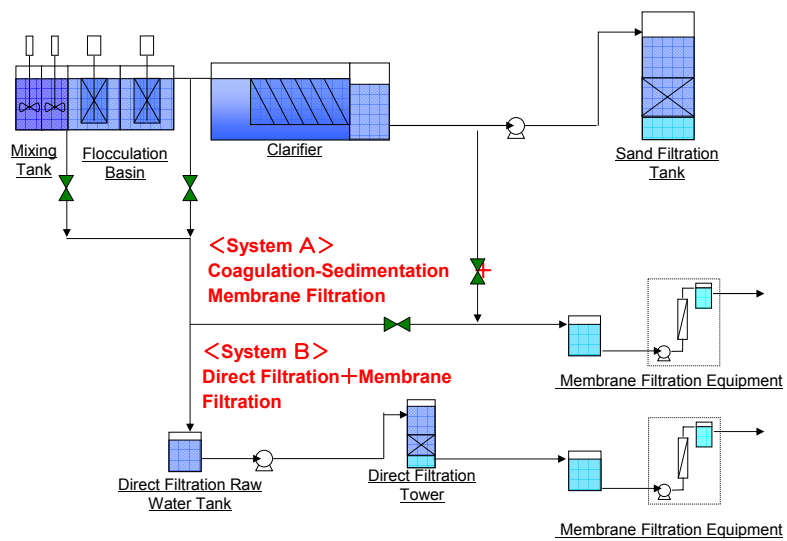 Mixing
Tank
Flocculation
Basin
Clarifier
Sand Filtration
Tank
＜System A＞
Coagulation-Sedimentation
Membrane Filtration
＜System B＞
Direct Filtration＋Membrane
Filtration
Membrane Filtration Equipment
Direct Filtration Raw
Water Tank
Direct Filtration
Tower
Membrane Filtration Equipment